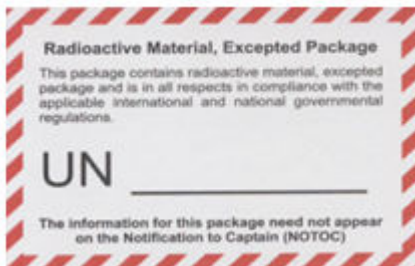 Radioactive Material, Excepted Package
This package contains radioactive material, excepted
package and is in all respects in compliance with the
applicable international and national governmental
regulations.
UN
The information for this package need not appear
on the Notification to Captain (NOTOC)